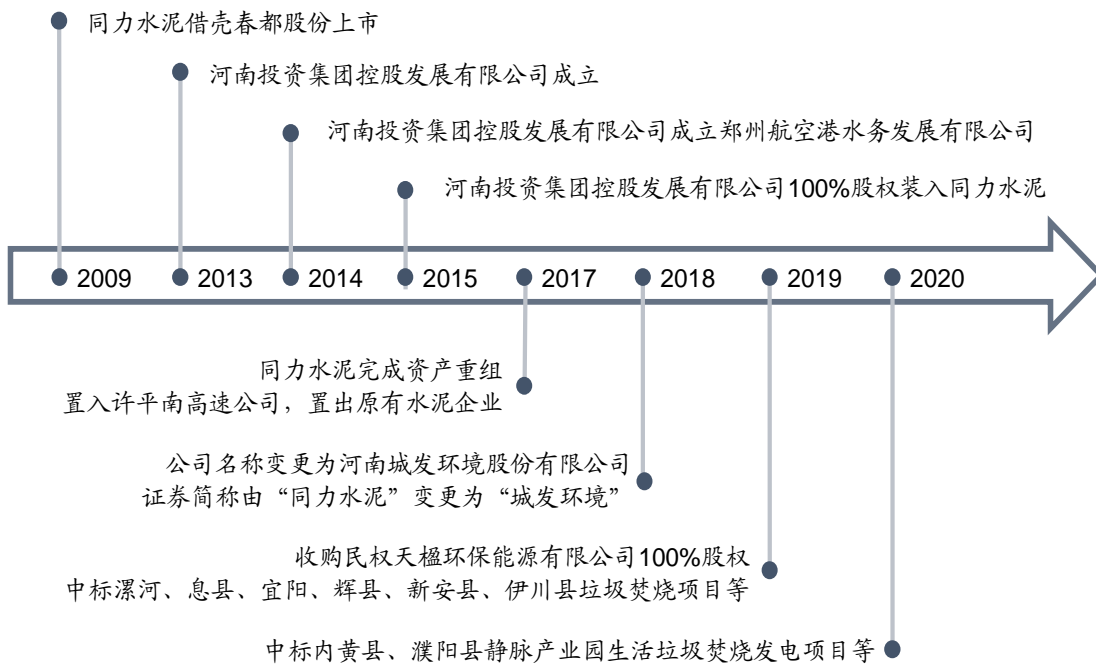 同力水泥借壳春都股份上市
河南投资集团控股发展有限公司成立
河南投资集团控股发展有限公司成立郑州航空港水务发展有限公司
河南投资集团控股发展有限公司100%股权装入同力水泥
2009 2013 2014 2015 2017 2018 2019 2020
同力水泥完成资产重组
置入许平南高速公司，置出原有水泥企业
公司名称变更为河南城发环境股份有限公司
证券简称由“同力水泥”变更为“城发环境”
收购民权天楹环保能源有限公司100%股权
中标漯河、息县、宜阳、辉县、新安县、伊川县垃圾焚烧项目等
中标内黄县、濮阳县静脉产业园生活垃圾焚烧发电项目等